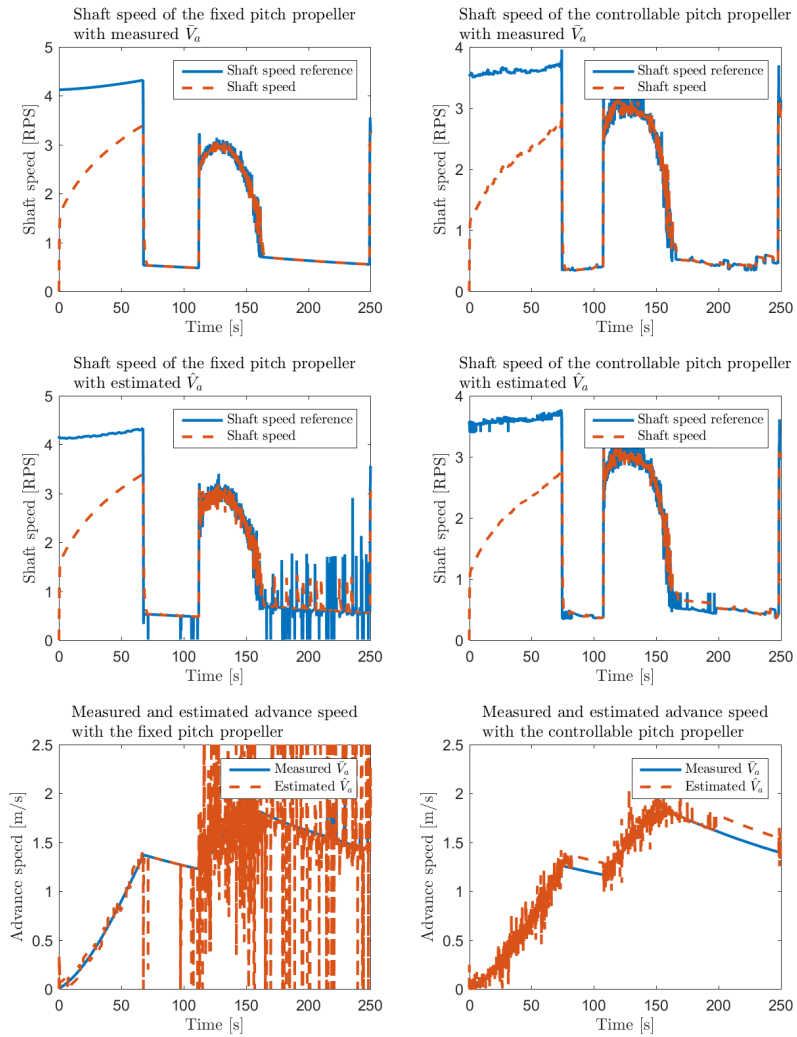 Shaft speed of the fixed pitch propeller
with measured V̄ₐ
Shaft speed [RPS]
5
4
3
2
1
0
Shaft speed reference
Shaft speed
0 50 100 150 200 250
Time [s]
Shaft speed of the controllable pitch propeller
with measured V̄ₐ
Shaft speed [RPS]
4
3
2
1
0
Shaft speed reference
Shaft speed
0 50 100 150 200 250
Time [s]
Shaft speed of the fixed pitch propeller
with estimated V̂ₐ
Shaft speed [RPS]
5
4
3
2
1
0
Shaft speed reference
Shaft speed
0 50 100 150 200 250
Time [s]
Shaft speed of the controllable pitch propeller
with estimated V̂ₐ
Shaft speed [RPS]
4
3
2
1
0
Shaft speed reference
Shaft speed
0 50 100 150 200 250
Time [s]
Measured and estimated advance speed
with the fixed pitch propeller
Advance speed [m/s]
2.5
2
1.5
1
0.5
0
Measured V̄ₐ
Estimated V̂ₐ
0 50 100 150 200 250
Time [s]
Measured and estimated advance speed
with the controllable pitch propeller
Advance speed [m/s]
2.5
2
1.5
1
0.5
0
Measured V̄ₐ
Estimated V̂ₐ
0 50 100 150 200 250
Time [s]